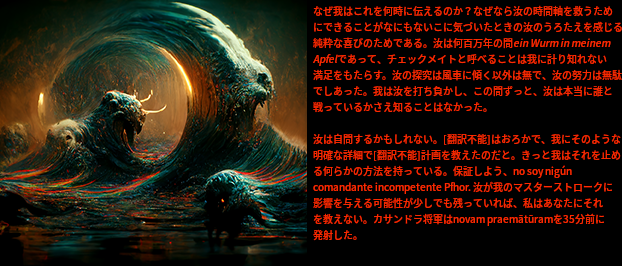 なぜ我はこれを何時に伝えるのか？なぜなら汝の時間軸を救うため
にできることがなにもないこに気づいたときの汝のうろたえを感じる
純粋な喜びのためである。汝は何百万年の間ein Wurm in meinem
Apfelであって、チェックメイトと呼べることは我に計り知れない
満足をもたらす。汝の探究は風車に傾く以外は無で、汝の努力は無駄
でしあった。我は汝を打ち負かし、この間ずっと、汝は本当に誰と
戦っているかさえ知ることはなかった。

汝は自問するかもしれない。[翻訳不能]はおろかで、我にそのような
明確な詳細で[翻訳不能]計画を教えたのだと。きっと我はそれを止め
る何らかの方法を持っている。保証しよう、no soy nigún
comandante incompetente Pfhor. 汝が我のマスターストロークに
影響を与える可能性が少しでも残っていれば、私はあなたにそれ
を教えない。カサンドラ将軍はnovam praemātūramを35分前に
発射した。